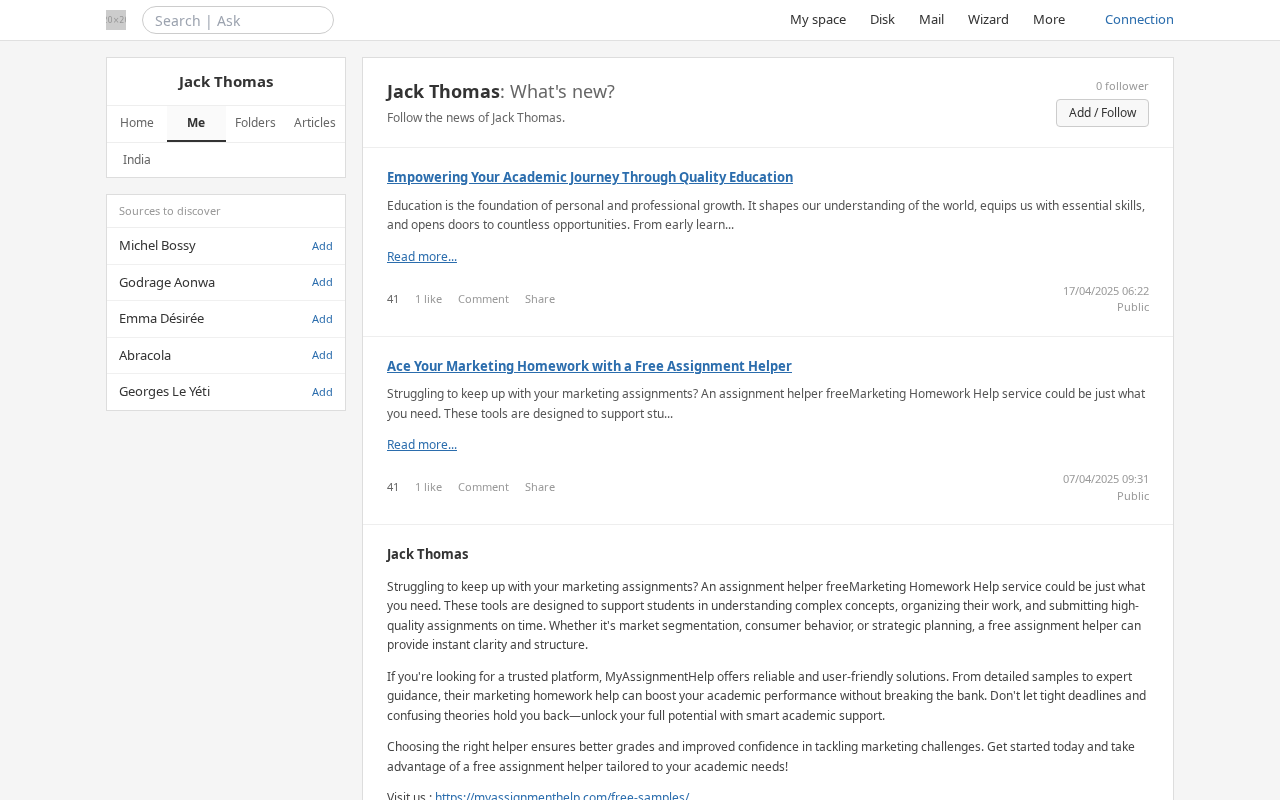 Search | Ask
My space
Disk
Mail
Wizard
More
Connection
Jack Thomas
Home
Me
Folders
Articles
India
Sources to discover
Michel Bossy
Add
Godrage Aonwa
Add
Emma Désirée
Add
Abracola
Add
Georges Le Yéti
Add
Jack Thomas: What's new?
Follow the news of Jack Thomas.
0 follower
Add / Follow
Empowering Your Academic Journey Through Quality Education
Education is the foundation of personal and professional growth. It shapes our understanding of the world, equips us with essential skills,
and opens doors to countless opportunities. From early learn...
Read more...
41
1 like
Comment
Share
17/04/2025 06:22
Public
Ace Your Marketing Homework with a Free Assignment Helper
Struggling to keep up with your marketing assignments? An assignment helper freeMarketing Homework Help service could be just what
you need. These tools are designed to support stu...
Read more...
41
1 like
Comment
Share
07/04/2025 09:31
Public
Jack Thomas
Struggling to keep up with your marketing assignments? An assignment helper freeMarketing Homework Help service could be just what
you need. These tools are designed to support students in understanding complex concepts, organizing their work, and submitting high-
quality assignments on time. Whether it's market segmentation, consumer behavior, or strategic planning, a free assignment helper can
provide instant clarity and structure.
If you're looking for a trusted platform, MyAssignmentHelp offers reliable and user-friendly solutions. From detailed samples to expert
guidance, their marketing homework help can boost your academic performance without breaking the bank. Don't let tight deadlines and
confusing theories hold you back—unlock your full potential with smart academic support.
Choosing the right helper ensures better grades and improved confidence in tackling marketing challenges. Get started today and take
advantage of a free assignment helper tailored to your academic needs!
Visit us : https://myassignmenthelp.com/free-samples/